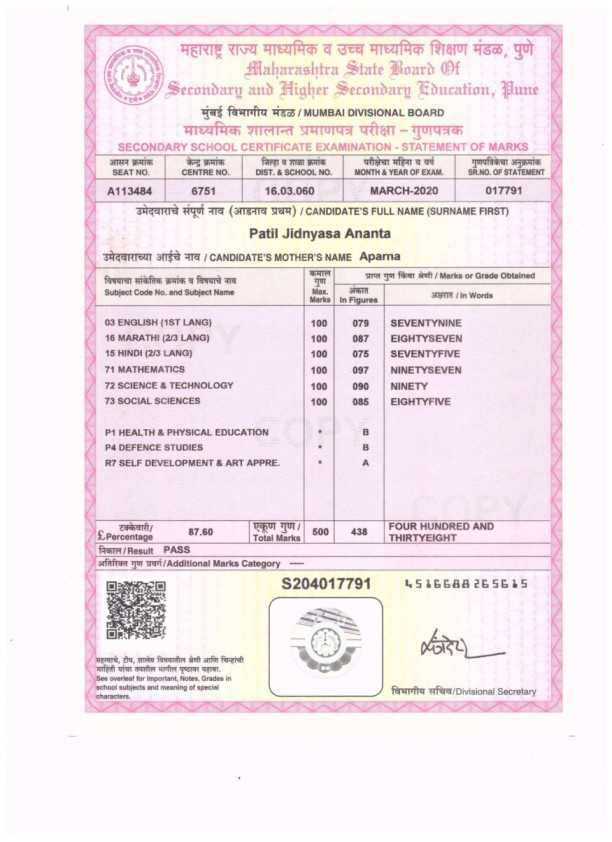 महाराष्ट्र राज्य माध्यमिक व उच्च माध्यमिक शिक्षण मंडळ, पुणे
Maharashtra State Board Of
Secondary and Higher Secondary Education, Pune
मुंबई विभागीय मंडळ / MUMBAI DIVISIONAL BOARD
माध्यमिक शालान्त प्रमाणपत्र परीक्षा – गुणपत्रक
SECONDARY SCHOOL CERTIFICATE EXAMINATION - STATEMENT OF MARKS
आसन क्रमांक केन्द्र क्रमांक जिल्हा व शाळा क्रमांक परीक्षेचा महिना व वर्ष गुणपत्रिकेचा अनुक्रमांक
SEAT NO. CENTRE NO. DIST. & SCHOOL NO. MONTH & YEAR OF EXAM. SR.NO. OF STATEMENT
A113484 6751 16.03.060 MARCH-2020 017791
उमेदवाराचे संपूर्ण नाव (आडनाव प्रथम) / CANDIDATE'S FULL NAME (SURNAME FIRST)
Patil Jidnyasa Ananta
उमेदवाराच्या आईचे नाव / CANDIDATE'S MOTHER'S NAME Aparna
विषयाचा सांकेतिक क्रमांक व विषयाचे नाव
Subject Code No. and Subject Name
कमाल गुण
Max. Marks
प्राप्त गुण किंवा श्रेणी / Marks or Grade Obtained
अंकात
In Figures
अक्षरात / In Words
03 ENGLISH (1ST LANG) 100 079 SEVENTYNINE
16 MARATHI (2/3 LANG) 100 087 EIGHTYSEVEN
15 HINDI (2/3 LANG) 100 075 SEVENTYFIVE
71 MATHEMATICS 100 097 NINETYSEVEN
72 SCIENCE & TECHNOLOGY 100 090 NINETY
73 SOCIAL SCIENCES 100 085 EIGHTYFIVE
P1 HEALTH & PHYSICAL EDUCATION * B
P4 DEFENCE STUDIES * B
R7 SELF DEVELOPMENT & ART APPRE. * A
COPY
टक्केवारी/ एकूण गुण / FOUR HUNDRED AND
£Percentage 87.60 Total Marks 500 438 THIRTYEIGHT
निकाल/Result PASS
अतिरिक्त गुण प्रवर्ग/Additional Marks Category ----
S204017791 4516688265615
महत्वाचे, टीप, शालेय विषयातील श्रेणी आणि चिन्हांची
माहिती यांचा तपशील मागील पृष्ठावर पहावा.
See overleaf for Important, Notes, Grades in
school subjects and meaning of special
characters.
विभागीय सचिव/Divisional Secretary